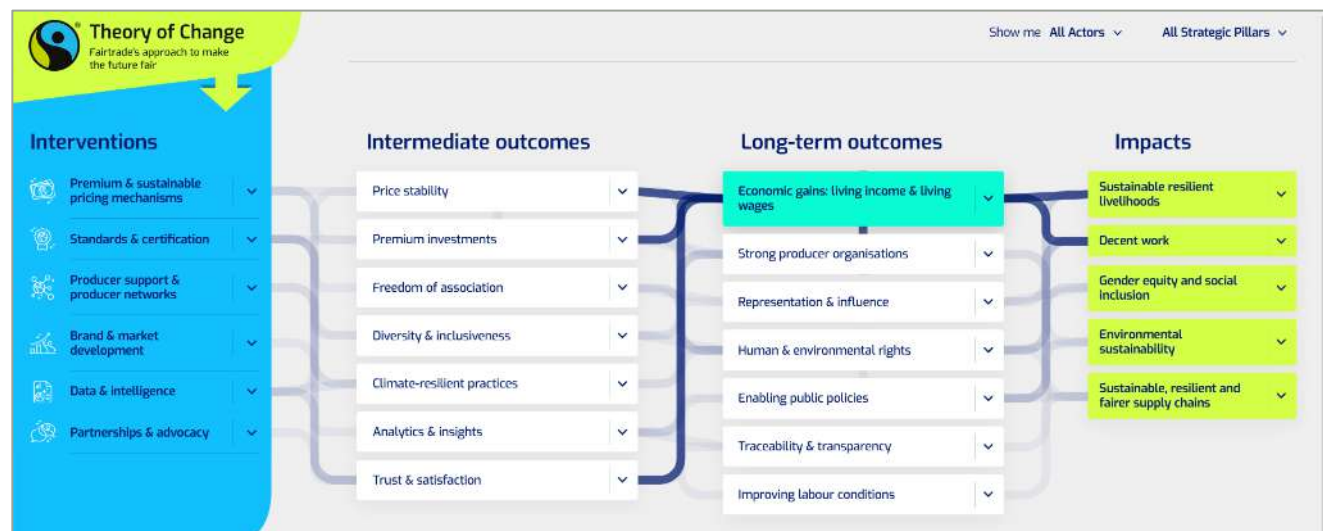 Theory of Change
Fairtrade's approach to make
the future fair
Show me All Actors
All Strategic Pillars
Interventions
Premium & sustainable
pricing mechanisms
Standards & certification
Producer support &
producer networks
Brand & market
development
Data & intelligence
Partnerships & advocacy
Intermediate outcomes
Price stability
Premium investments
Freedom of association
Diversity & inclusiveness
Climate-resilient practices
Analytics & insights
Trust & satisfaction
Long-term outcomes
Economic gains: living income & living
wages
Strong producer organisations
Representation & influence
Human & environmental rights
Enabling public policies
Traceability & transparency
Improving labour conditions
Impacts
Sustainable resilient
livelihoods
Decent work
Gender equity and social
inclusion
Environmental
sustainability
Sustainable, resilient and
fairer supply chains